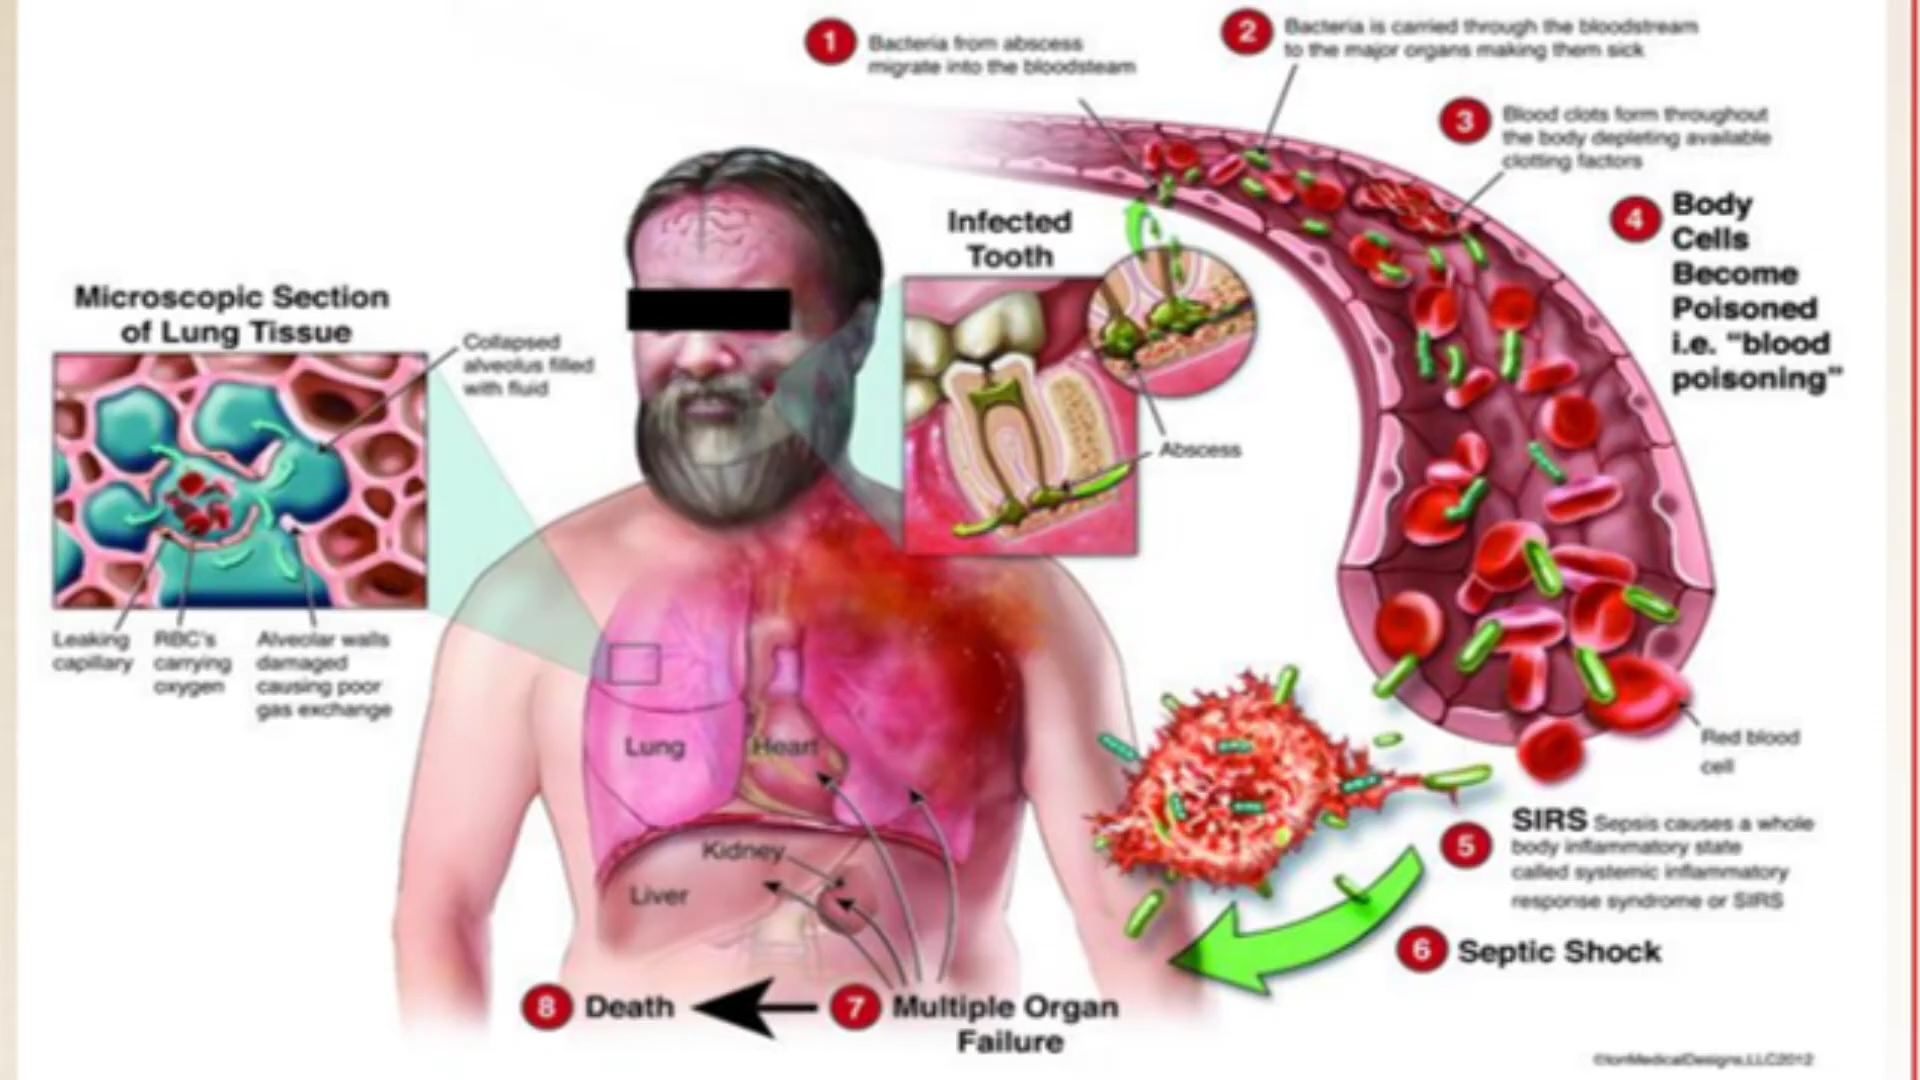 1 Bacteria from abscess
migrate into the bloodsteam
2 Bacteria is carried through the bloodstream
to the major organs making them sick
3 Blood clots form throughout
the body depleting available
clotting factors
4 Body
Cells
Become
Poisoned
i.e. "blood
poisoning"
Infected
Tooth
Abscess
Microscopic Section
of Lung Tissue
Collapsed
alveolus filled
with fluid
Leaking
capillary
RBC's
carrying
oxygen
Alveolar walls
damaged
causing poor
gas exchange
Lung
Heart
Kidney
Liver
Red blood
cell
5 SIRS Sepsis causes a whole
body inflammatory state
called systemic inflammatory
response syndrome or SIRS
6 Septic Shock
7 Multiple Organ
Failure
8 Death
©IonMedicalDesigns,LLC2012